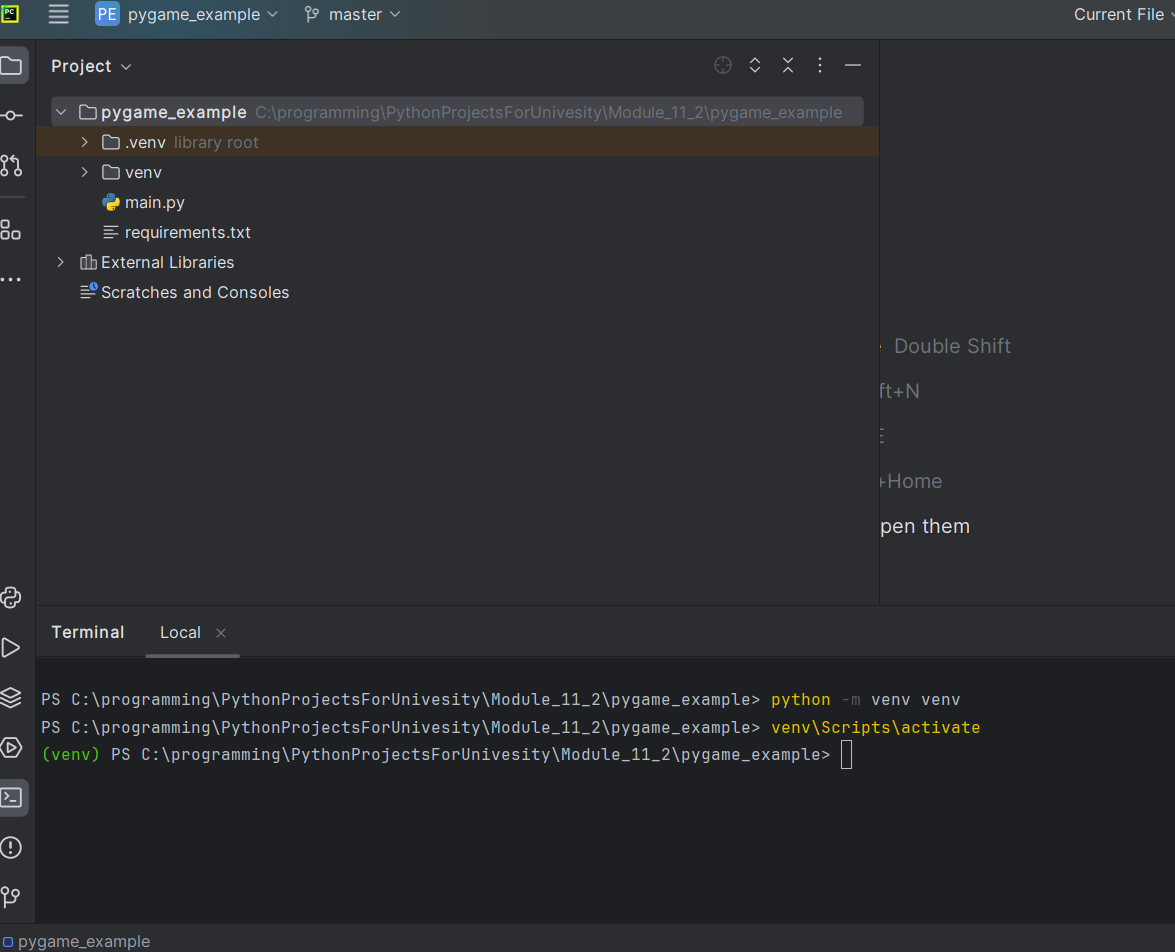 PC PE pygame_example master Current File
Project
pygame_example C:\programming\PythonProjectsForUnivesity\Module_11_2\pygame_example
.venv library root
venv
main.py
requirements.txt
External Libraries
Scratches and Consoles
Double Shift
ft+N
+Home
pen them
Terminal Local
PS C:\programming\PythonProjectsForUnivesity\Module_11_2\pygame_example> python -m venv venv
PS C:\programming\PythonProjectsForUnivesity\Module_11_2\pygame_example> venv\Scripts\activate
(venv) PS C:\programming\PythonProjectsForUnivesity\Module_11_2\pygame_example>
pygame_example